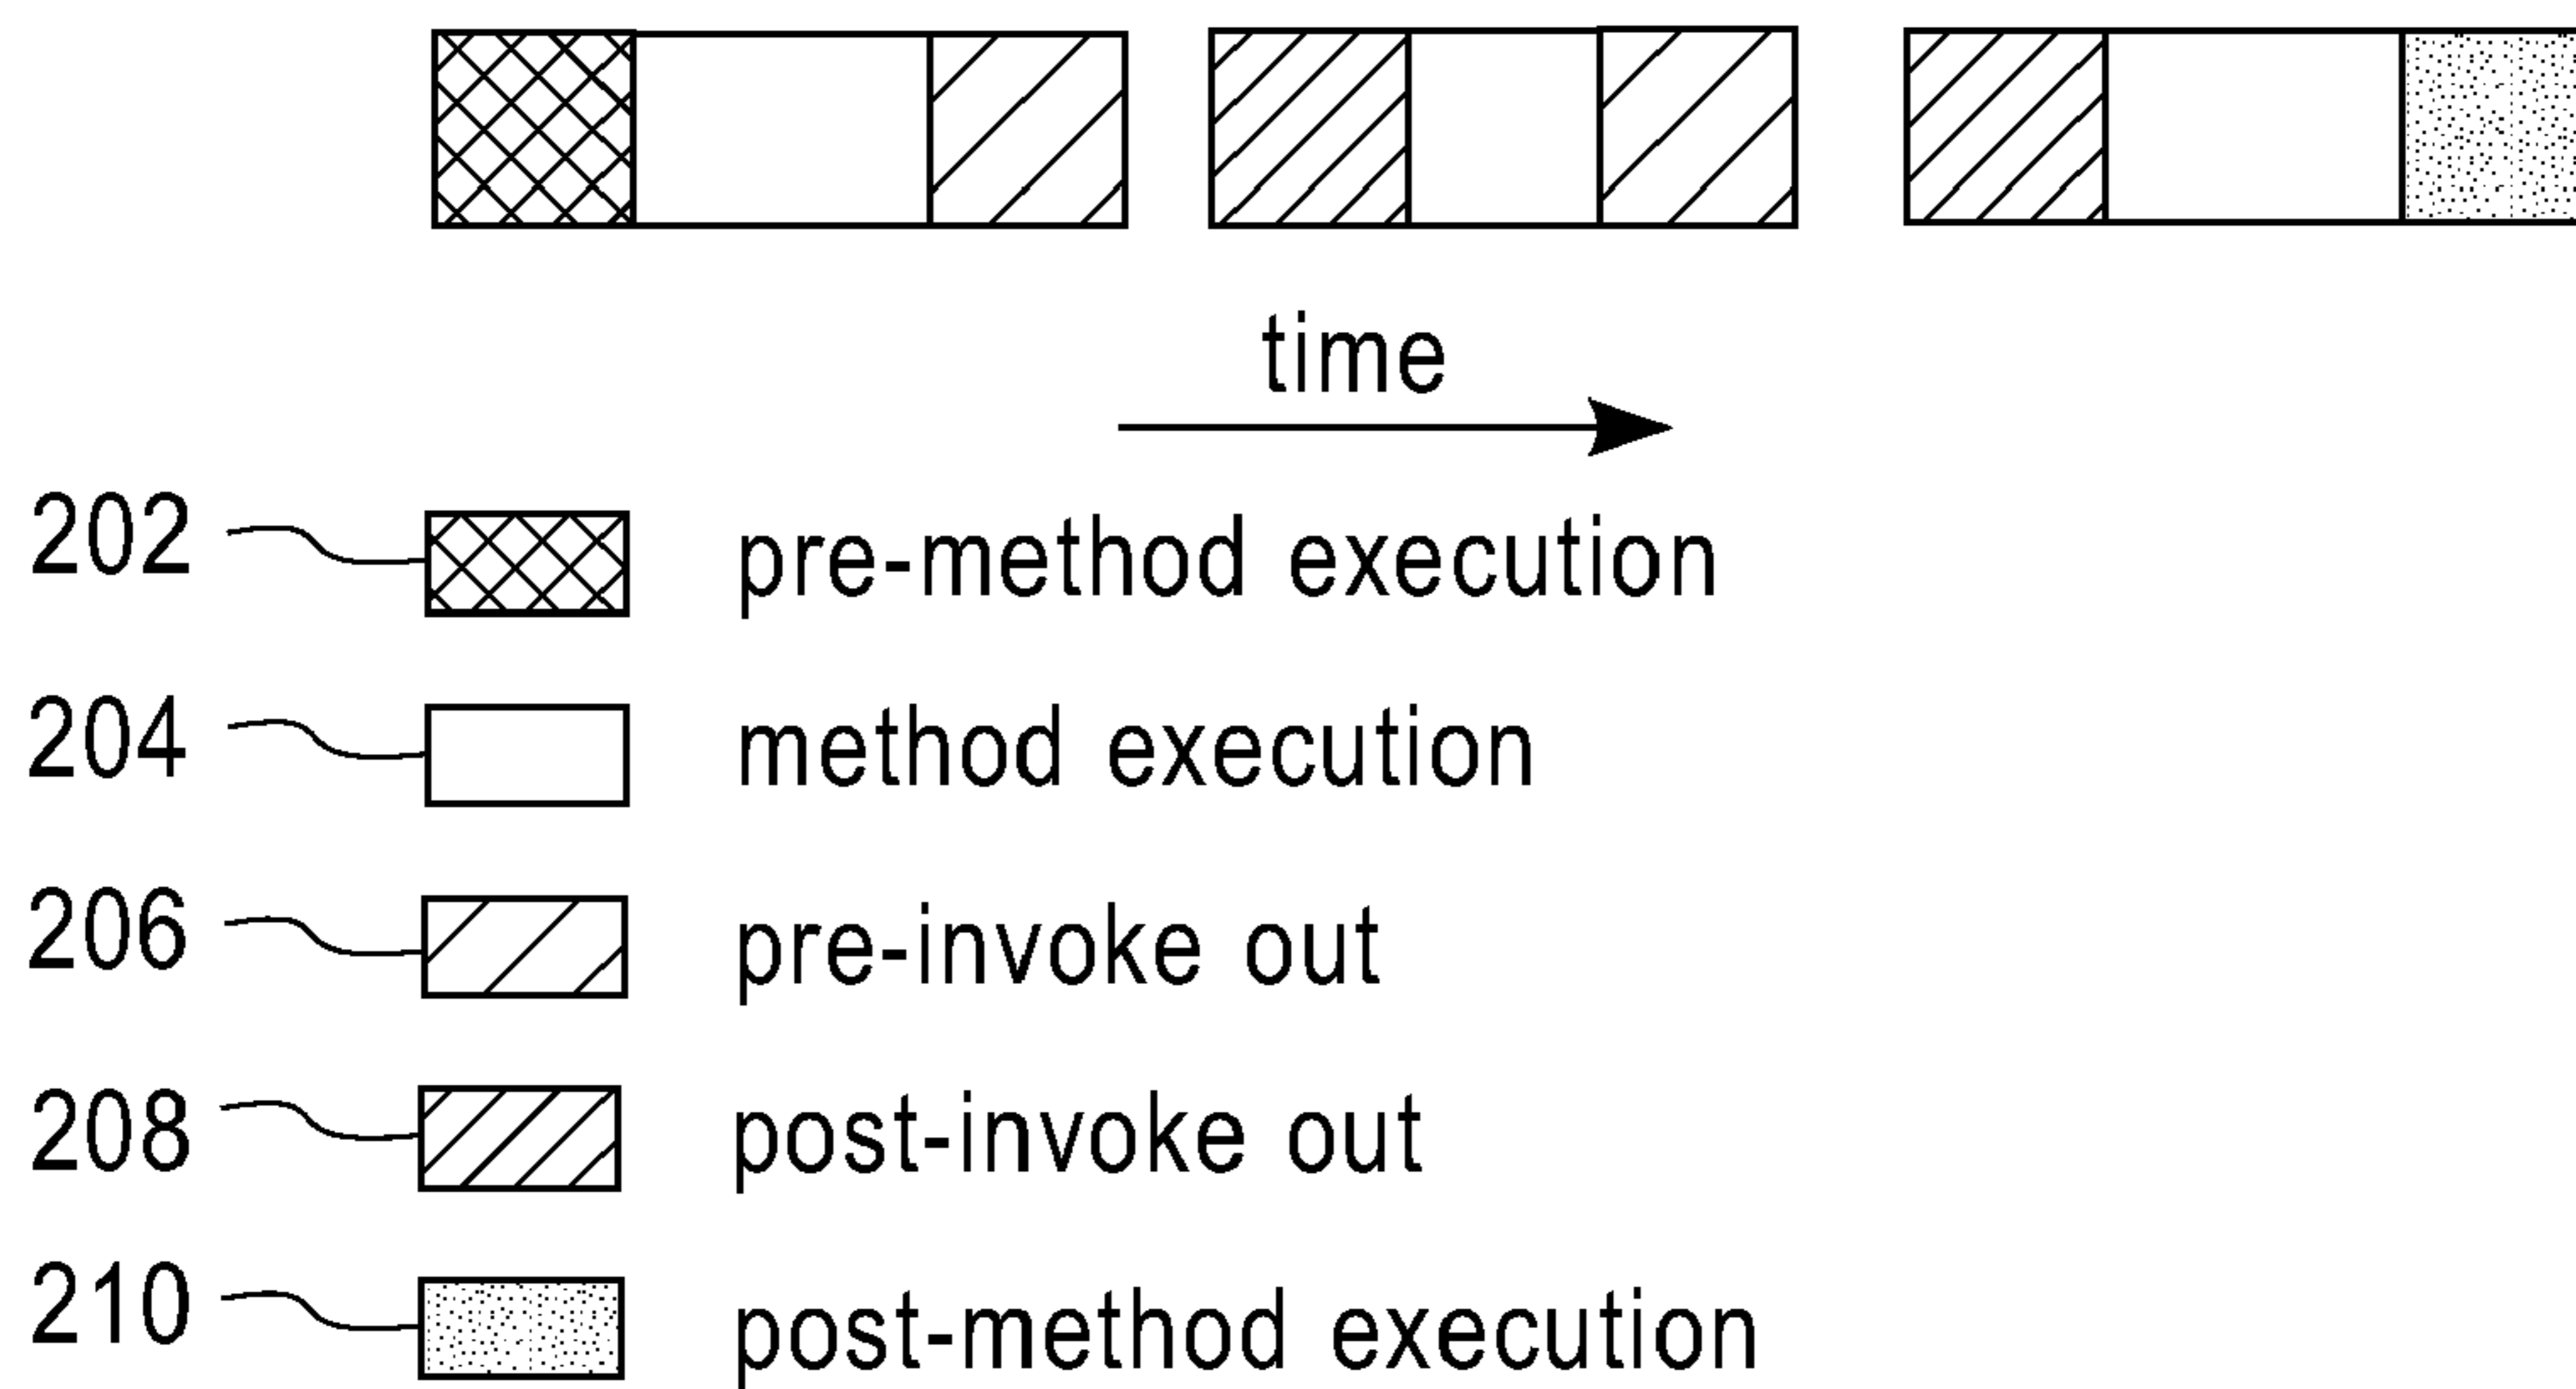 time
202 pre-method execution
204 method execution
206 pre-invoke out
208 post-invoke out
210 post-method execution